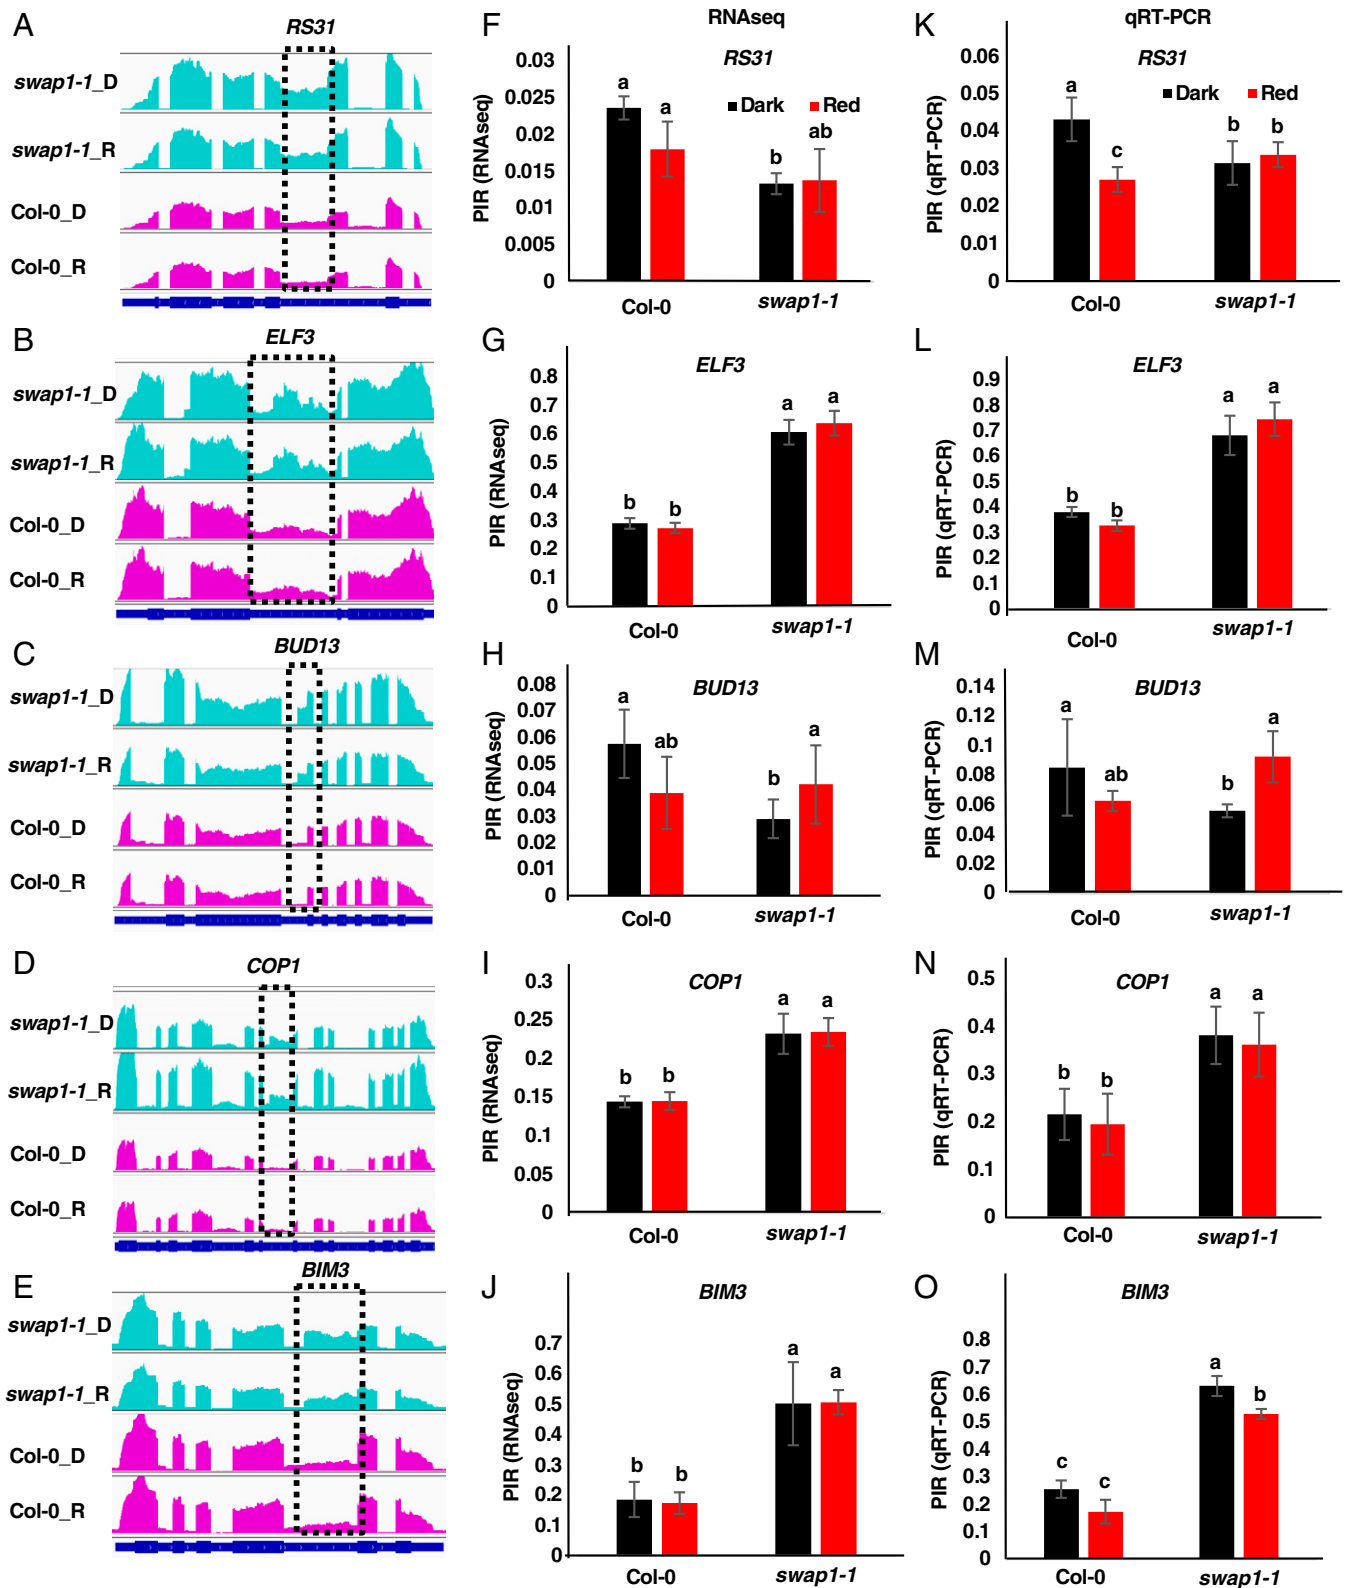 A
RS31
swap1-1_D
swap1-1_R
Col-0_D
Col-0_R
F
RNAseq
RS31
Dark
Red
PIR (RNAseq)
0.03
0.025
0.02
0.015
0.01
0.005
0
a
a
b
ab
Col-0
swap1-1
K
qRT-PCR
RS31
Dark
Red
PIR (qRT-PCR)
0.06
0.05
0.04
0.03
0.02
0.01
0
a
c
b
b
Col-0
swap1-1
B
ELF3
swap1-1_D
swap1-1_R
Col-0_D
Col-0_R
G
ELF3
PIR (RNAseq)
0.8
0.7
0.6
0.5
0.4
0.3
0.2
0.1
0
b
b
a
a
Col-0
swap1-1
L
ELF3
PIR (qRT-PCR)
0.9
0.8
0.7
0.6
0.5
0.4
0.3
0.2
0.1
0
b
b
a
a
Col-0
swap1-1
C
BUD13
swap1-1_D
swap1-1_R
Col-0_D
Col-0_R
H
BUD13
PIR (RNAseq)
0.08
0.07
0.06
0.05
0.04
0.03
0.02
0.01
0
a
ab
b
a
Col-0
swap1-1
M
BUD13
PIR (qRT-PCR)
0.14
0.12
0.1
0.08
0.06
0.04
0.02
0
a
ab
b
a
Col-0
swap1-1
D
COP1
swap1-1_D
swap1-1_R
Col-0_D
Col-0_R
I
COP1
PIR (RNAseq)
0.3
0.25
0.2
0.15
0.1
0.05
0
b
b
a
a
Col-0
swap1-1
N
COP1
PIR (qRT-PCR)
0.5
0.4
0.3
0.2
0.1
0
b
b
a
a
Col-0
swap1-1
E
BIM3
swap1-1_D
swap1-1_R
Col-0_D
Col-0_R
J
BIM3
PIR (RNAseq)
0.7
0.6
0.5
0.4
0.3
0.2
0.1
0
b
b
a
a
Col-0
swap1-1
O
BIM3
PIR (qRT-PCR)
0.8
0.7
0.6
0.5
0.4
0.3
0.2
0.1
0
c
c
a
b
Col-0
swap1-1